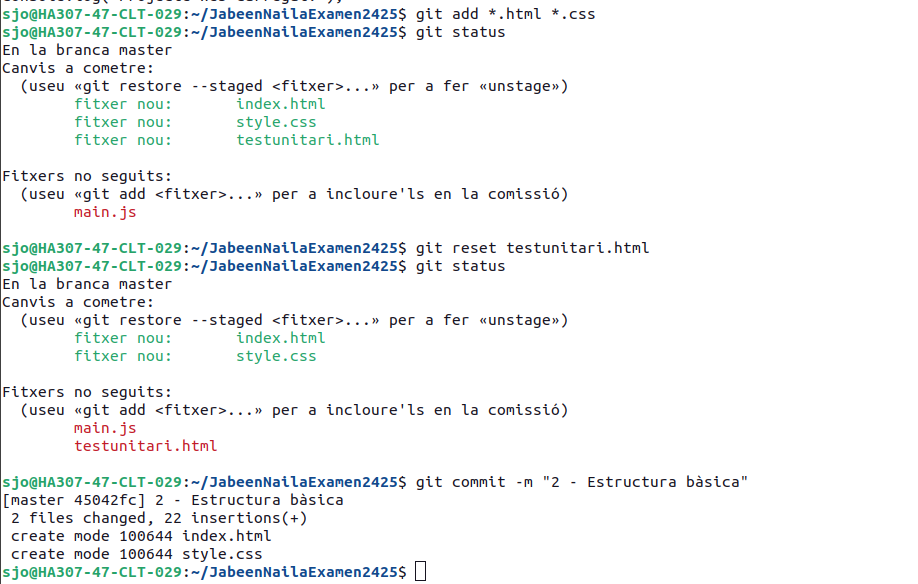 sjo@HA307-47-CLT-029:~/JabeenNailaExamen2425$ git add *.html *.css
sjo@HA307-47-CLT-029:~/JabeenNailaExamen2425$ git status
En la branca master
Canvis a cometre:
  (useu «git restore --staged <fitxer>...» per a fer «unstage»)
        fitxer nou:       index.html
        fitxer nou:       style.css
        fitxer nou:       testunitari.html

Fitxers no seguits:
  (useu «git add <fitxer>...» per a incloure'ls en la comissió)
        main.js

sjo@HA307-47-CLT-029:~/JabeenNailaExamen2425$ git reset testunitari.html
sjo@HA307-47-CLT-029:~/JabeenNailaExamen2425$ git status
En la branca master
Canvis a cometre:
  (useu «git restore --staged <fitxer>...» per a fer «unstage»)
        fitxer nou:       index.html
        fitxer nou:       style.css

Fitxers no seguits:
  (useu «git add <fitxer>...» per a incloure'ls en la comissió)
        main.js
        testunitari.html

sjo@HA307-47-CLT-029:~/JabeenNailaExamen2425$ git commit -m "2 - Estructura bàsica"
[master 45042fc] 2 - Estructura bàsica
 2 files changed, 22 insertions(+)
 create mode 100644 index.html
 create mode 100644 style.css
sjo@HA307-47-CLT-029:~/JabeenNailaExamen2425$